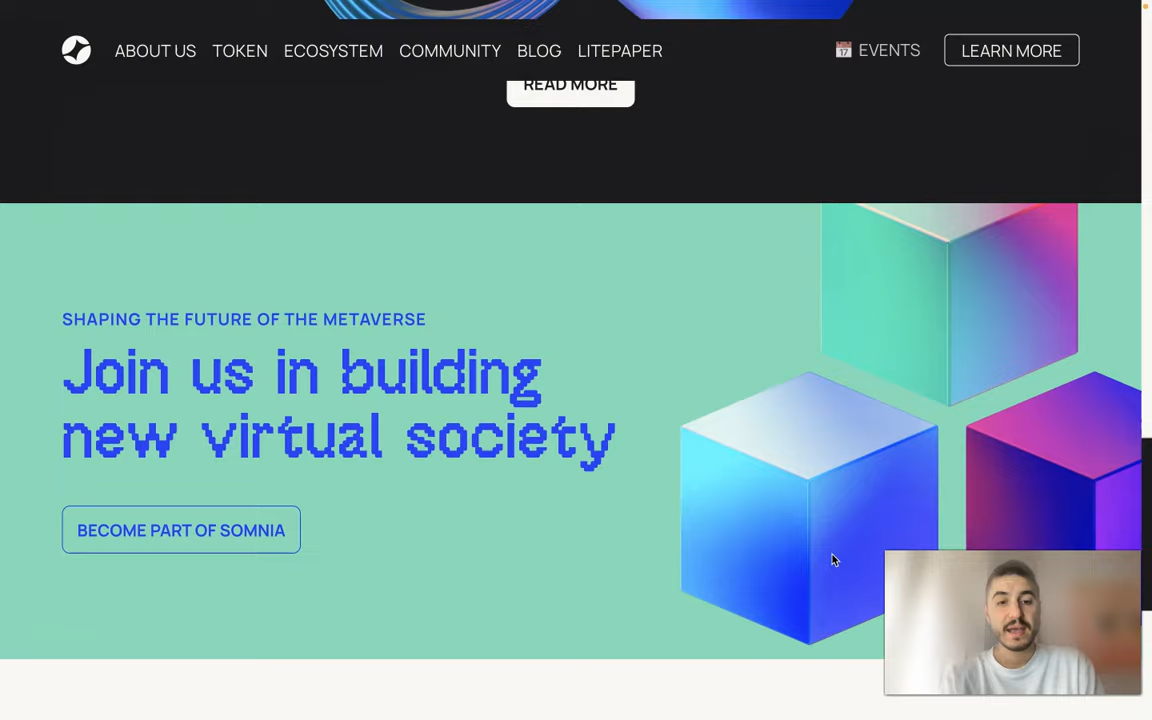 ABOUT US TOKEN ECOSYSTEM COMMUNITY BLOG LITEPAPER 17 EVENTS LEARN MORE
READ MORE
SHAPING THE FUTURE OF THE METAVERSE
Join us in building
new virtual society
BECOME PART OF SOMNIA